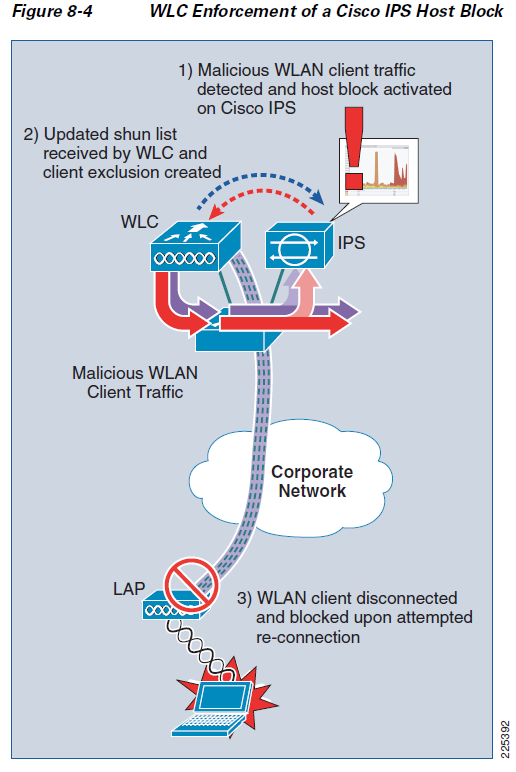 Figure 8-4 WLC Enforcement of a Cisco IPS Host Block
1) Malicious WLAN client traffic
detected and host block activated
on Cisco IPS
2) Updated shun list
received by WLC and
client exclusion created
WLC
IPS
Malicious WLAN
Client Traffic
Corporate
Network
LAP
3) WLAN client disconnected
and blocked upon attempted
re-connection
225392